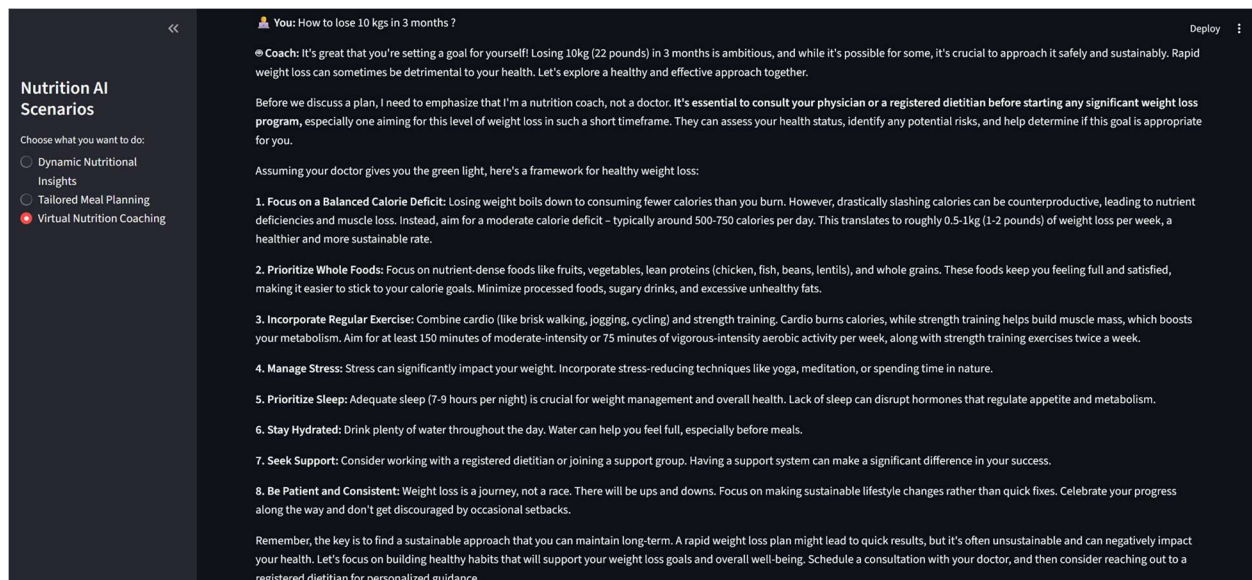 Nutrition AI
Scenarios
Choose what you want to do:
Dynamic Nutritional
Insights
Tailored Meal Planning
Virtual Nutrition Coaching
Deploy
You: How to lose 10 kgs in 3 months ?
Coach: It's great that you're setting a goal for yourself! Losing 10kg (22 pounds) in 3 months is ambitious, and while it's possible for some, it's crucial to approach it safely and sustainably. Rapid
weight loss can sometimes be detrimental to your health. Let's explore a healthy and effective approach together.
Before we discuss a plan, I need to emphasize that I'm a nutrition coach, not a doctor. It's essential to consult your physician or a registered dietitian before starting any significant weight loss
program, especially one aiming for this level of weight loss in such a short timeframe. They can assess your health status, identify any potential risks, and help determine if this goal is appropriate
for you.
Assuming your doctor gives you the green light, here's a framework for healthy weight loss:
1. Focus on a Balanced Calorie Deficit: Losing weight boils down to consuming fewer calories than you burn. However, drastically slashing calories can be counterproductive, leading to nutrient
deficiencies and muscle loss. Instead, aim for a moderate calorie deficit – typically around 500-750 calories per day. This translates to roughly 0.5-1kg (1-2 pounds) of weight loss per week, a
healthier and more sustainable rate.
2. Prioritize Whole Foods: Focus on nutrient-dense foods like fruits, vegetables, lean proteins (chicken, fish, beans, lentils), and whole grains. These foods keep you feeling full and satisfied,
making it easier to stick to your calorie goals. Minimize processed foods, sugary drinks, and excessive unhealthy fats.
3. Incorporate Regular Exercise: Combine cardio (like brisk walking, jogging, cycling) and strength training. Cardio burns calories, while strength training helps build muscle mass, which boosts
your metabolism. Aim for at least 150 minutes of moderate-intensity or 75 minutes of vigorous-intensity aerobic activity per week, along with strength training exercises twice a week.
4. Manage Stress: Stress can significantly impact your weight. Incorporate stress-reducing techniques like yoga, meditation, or spending time in nature.
5. Prioritize Sleep: Adequate sleep (7-9 hours per night) is crucial for weight management and overall health. Lack of sleep can disrupt hormones that regulate appetite and metabolism.
6. Stay Hydrated: Drink plenty of water throughout the day. Water can help you feel full, especially before meals.
7. Seek Support: Consider working with a registered dietitian or joining a support group. Having a support system can make a significant difference in your success.
8. Be Patient and Consistent: Weight loss is a journey, not a race. There will be ups and downs. Focus on making sustainable lifestyle changes rather than quick fixes. Celebrate your progress
along the way and don't get discouraged by occasional setbacks.
Remember, the key is to find a sustainable approach that you can maintain long-term. A rapid weight loss plan might lead to quick results, but it's often unsustainable and can negatively impact
your health. Let's focus on building healthy habits that will support your weight loss goals and overall well-being. Schedule a consultation with your doctor, and then consider reaching out to a
registered dietitian for personalized guidance.